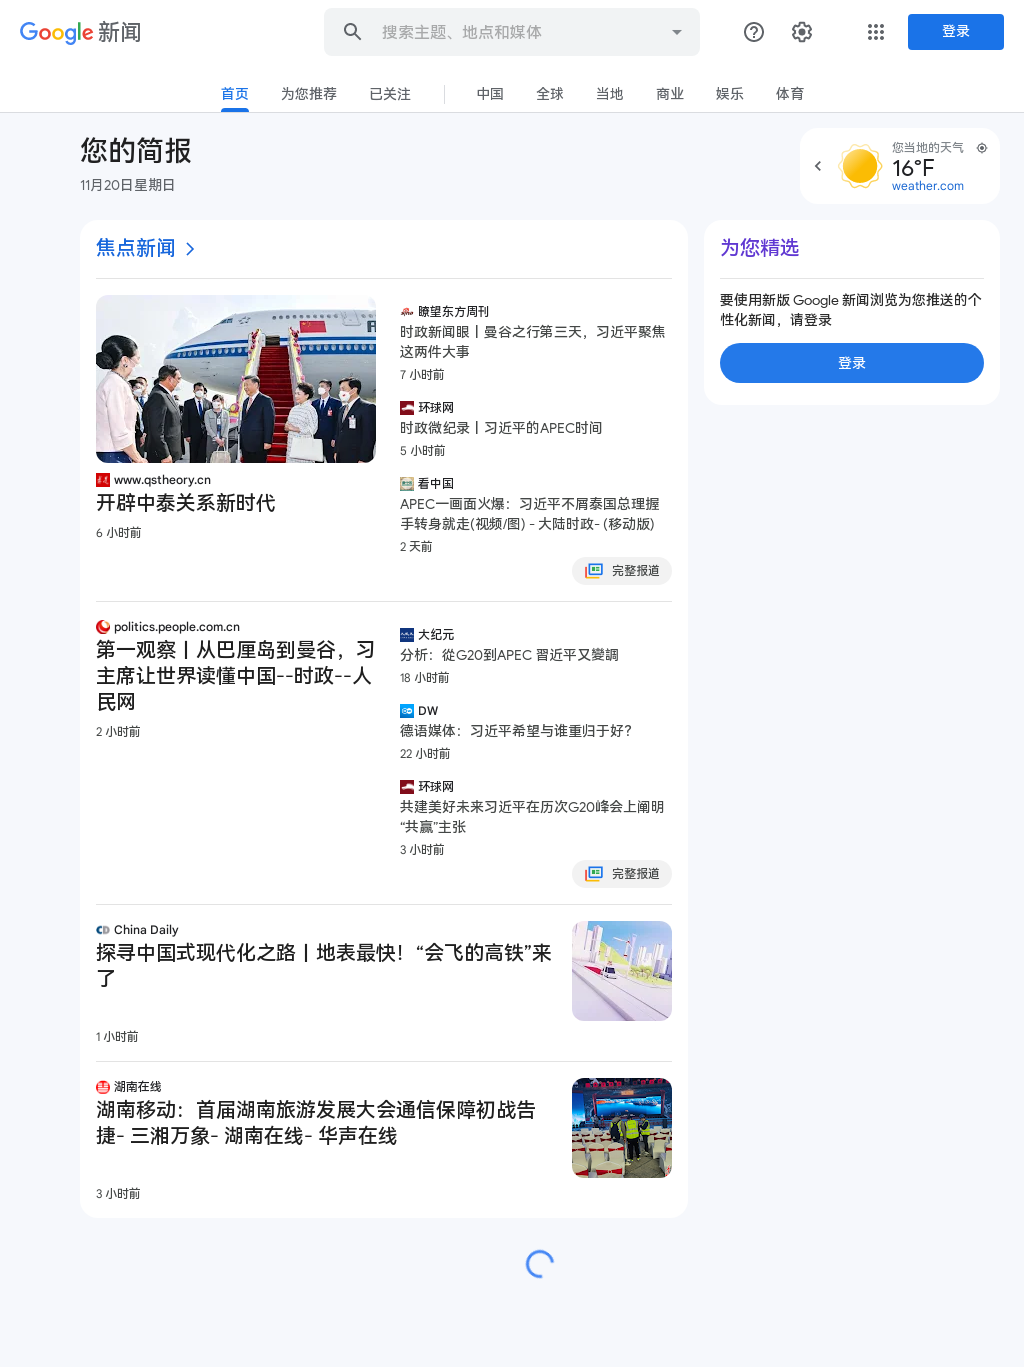 Google 新闻
搜索主题、地点和媒体
登录
首页
为您推荐
已关注
中国
全球
当地
商业
娱乐
体育
您的简报
11月20日星期日
您当地的天气
16°F
weather.com
焦点新闻
www.qstheory.cn
开辟中泰关系新时代
6 小时前
瞭望东方周刊
时政新闻眼丨曼谷之行第三天，习近平聚焦
这两件大事
7 小时前
环球网
时政微纪录丨习近平的APEC时间
5 小时前
看中国
APEC一画面火爆：习近平不屑泰国总理握
手转身就走(视频/图) - 大陆时政- (移动版)
2 天前
完整报道
politics.people.com.cn
第一观察丨从巴厘岛到曼谷，习
主席让世界读懂中国--时政--人
民网
2 小时前
大纪元
分析：從G20到APEC 習近平又變調
18 小时前
DW
德语媒体：习近平希望与谁重归于好？
22 小时前
环球网
共建美好未来习近平在历次G20峰会上阐明
“共赢”主张
3 小时前
完整报道
China Daily
探寻中国式现代化之路丨地表最快！“会飞的高铁”来
了
1 小时前
湖南在线
湖南移动：首届湖南旅游发展大会通信保障初战告
捷- 三湘万象- 湖南在线- 华声在线
3 小时前
为您精选
要使用新版 Google 新闻浏览为您推送的个
性化新闻，请登录
登录